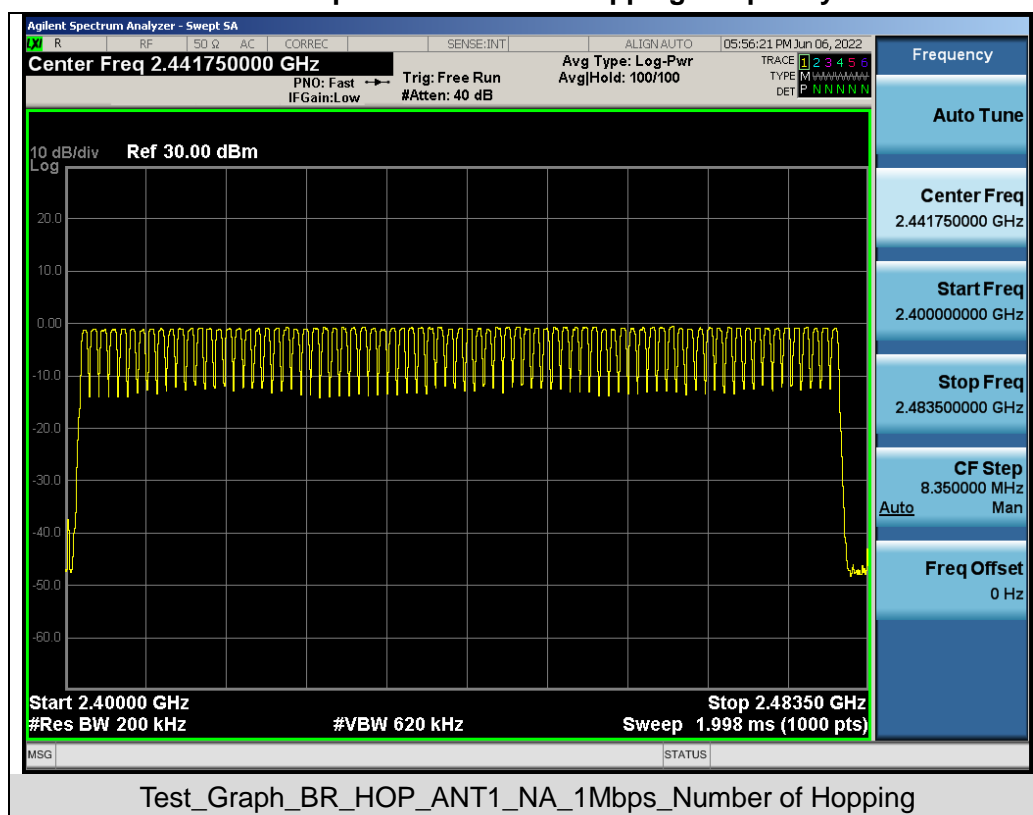 Agilent Spectrum Analyzer - Swept SA
LXI R RF 50 Ω AC CORREC SENSE:INT ALIGN AUTO 05:56:21 PM Jun 06, 2022
Center Freq 2.441750000 GHz
PNO: Fast
IFGain:Low
Trig: Free Run
#Atten: 40 dB
Avg Type: Log-Pwr
Avg|Hold: 100/100
TRACE 1 2 3 4 5 6
TYPE M
DET P N N N N N
10 dB/div Ref 30.00 dBm
Log
20.0
10.0
0.00
-10.0
-20.0
-30.0
-40.0
-50.0
-60.0
Start 2.40000 GHz Stop 2.48350 GHz
#Res BW 200 kHz #VBW 620 kHz Sweep 1.998 ms (1000 pts)
MSG STATUS
Frequency
Auto Tune
Center Freq
2.441750000 GHz
Start Freq
2.400000000 GHz
Stop Freq
2.483500000 GHz
CF Step
8.350000 MHz
Auto Man
Freq Offset
0 Hz
Test_Graph_BR_HOP_ANT1_NA_1Mbps_Number of Hopping